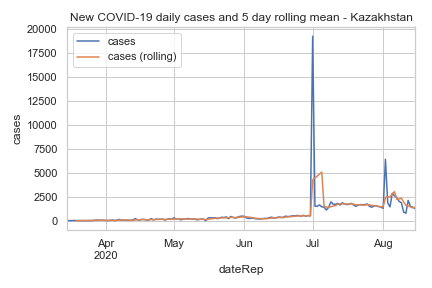 New COVID-19 daily cases and 5 day rolling mean - Kazakhstan
cases
cases (rolling)
20000
17500
15000
12500
10000
7500
5000
2500
0
cases
Apr
2020
May
Jun
Jul
Aug
dateRep